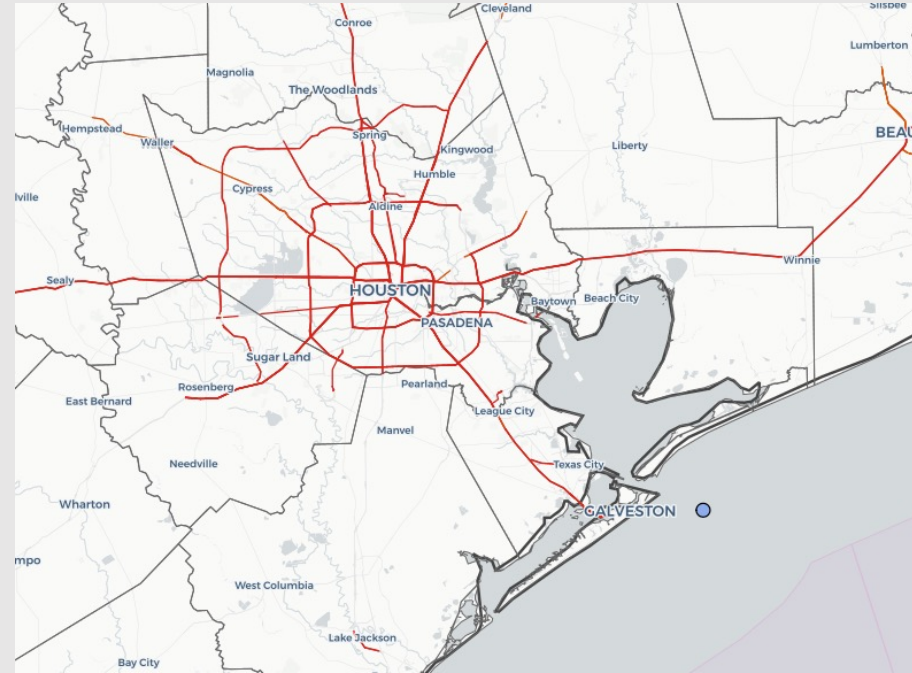 Silsbee
Cleveland
Conroe
Lumberton
Magnolia
The Woodlands
Hempstead
Waller
Spring
BEAU
Kingwood
Liberty
Humble
Cypress
lville
Aldine
Winnie
Sealy
HOUSTON
Baytown
Beach City
PASADENA
Sugar Land
Rosenberg
Pearland
East Bernard
League City
Manvel
Needville
Texas City
Wharton
GALVESTON
mpo
West Columbia
Lake Jackson
Bay City